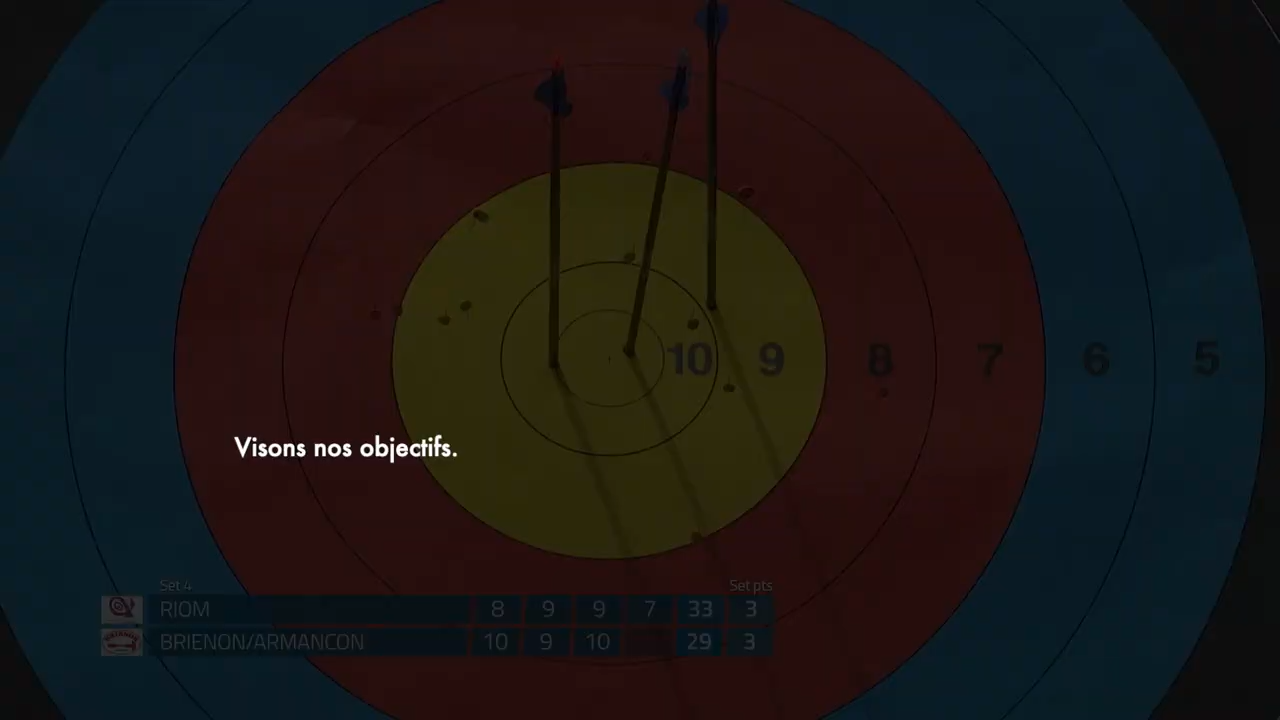 10 9 8 7 6 5
Visons nos objectifs.
Set 4 Set pts
RIOM 8 9 9 7 33 3
BRIENON/ARMANCON 10 9 10 29 3